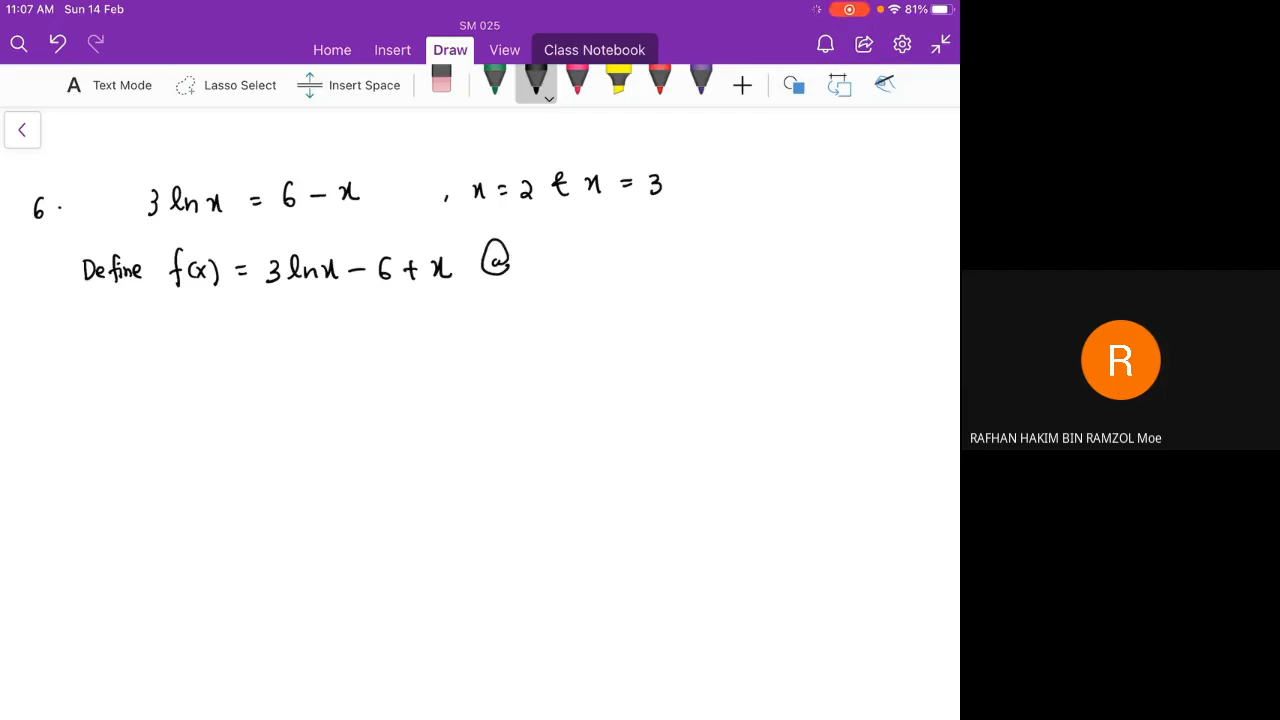 11:07 AM Sun 14 Feb 81%
SM 025
Home Insert Draw View Class Notebook
A Text Mode Lasso Select Insert Space
6. 3 ln x = 6 - x , x = 2 & x = 3
Define f(x) = 3 ln x - 6 + x @
R
RAFHAN HAKIM BIN RAMZOL Moe